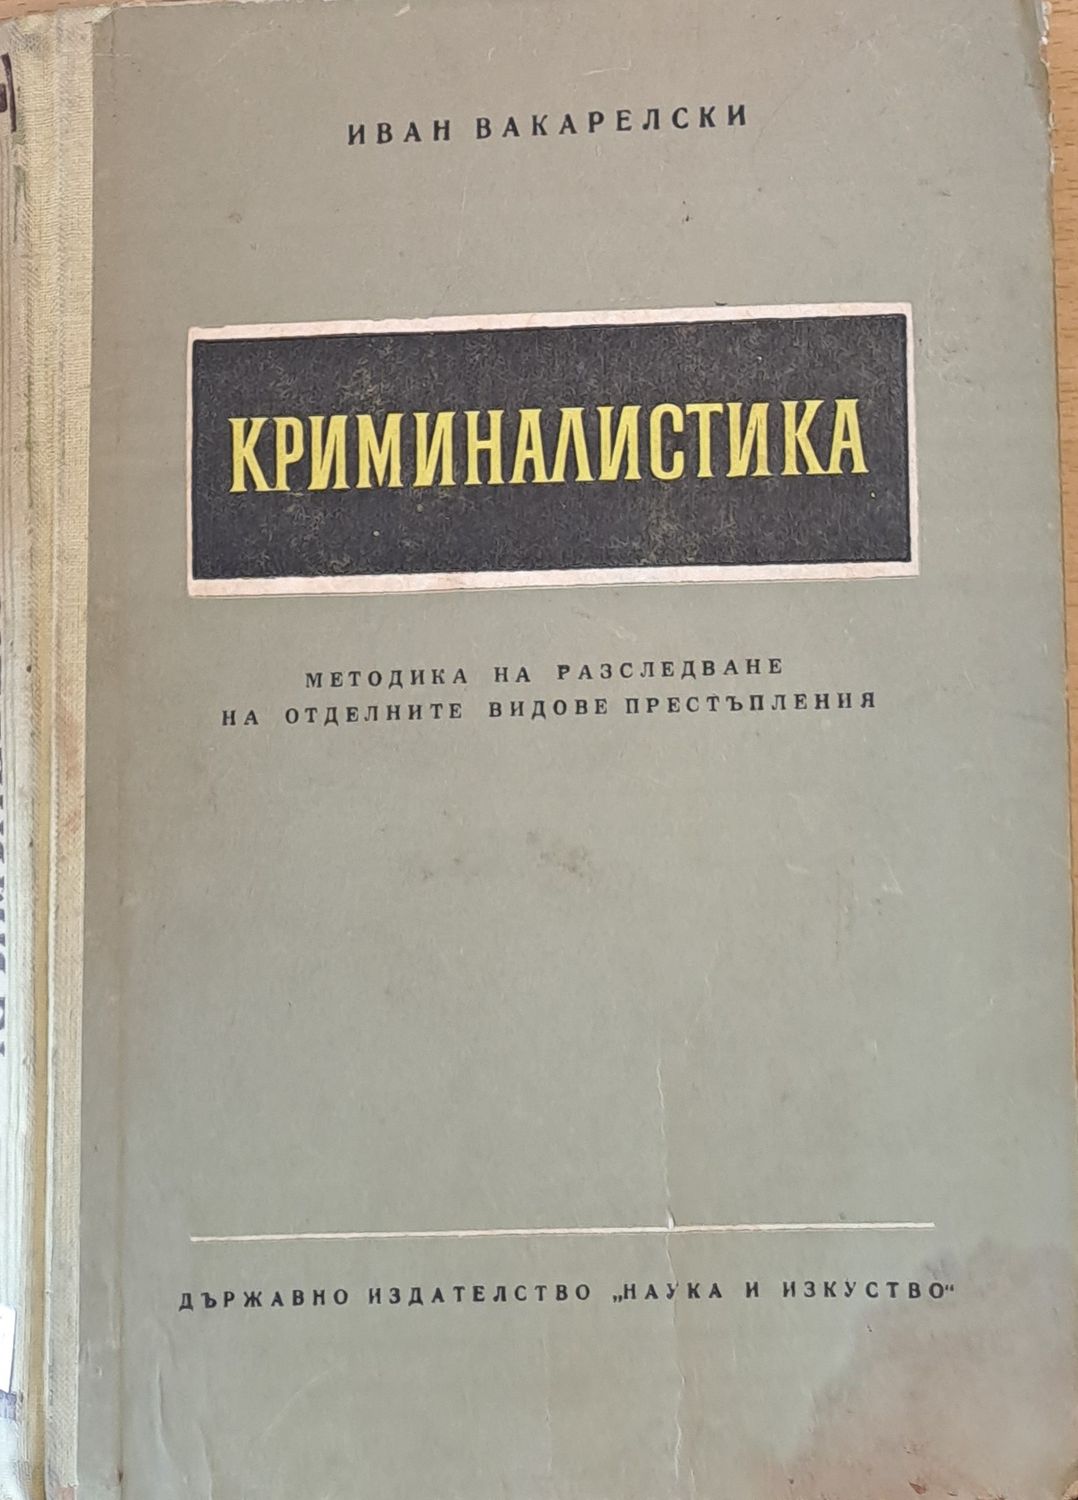 ИВАН ВАКАРЕЛСКИ
КРИМИНАЛИСТИКА
МЕТОДИКА НА РАЗСЛЕДВАНЕ
НА ОТДЕЛНИТЕ ВИДОВЕ ПРЕСТЪПЛЕНИЯ
ДЪРЖАВНО ИЗДАТЕЛСТВО „НАУКА И ИЗКУСТВО“